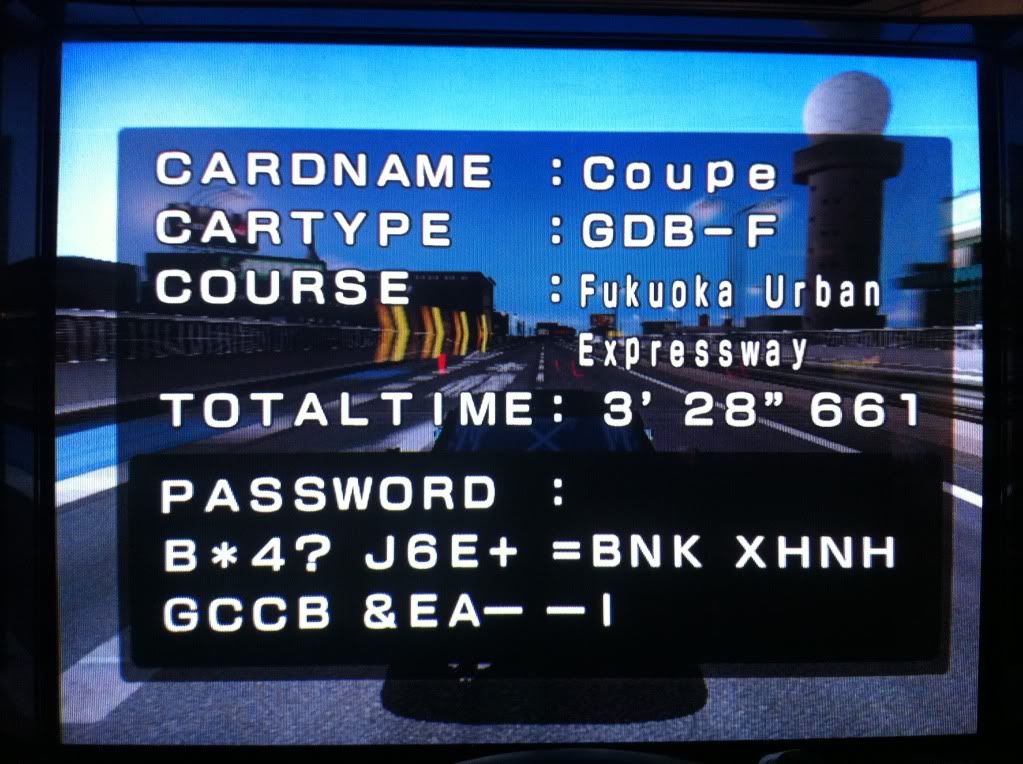 CARDNAME : Coupe
CARTYPE : GDB－F
COURSE : Fukuoka Urban
Expressway
TOTALTIME: 3' 28" 661
PASSWORD :
B*4? J6E+ =BNK XHNH
GCCB &EA－ －I